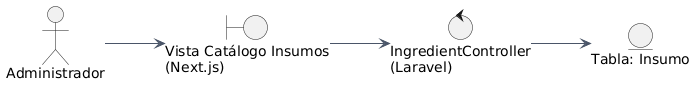 Administrador
Vista Catálogo Insumos
(Next.js)
IngredientController
(Laravel)
Tabla: Insumo